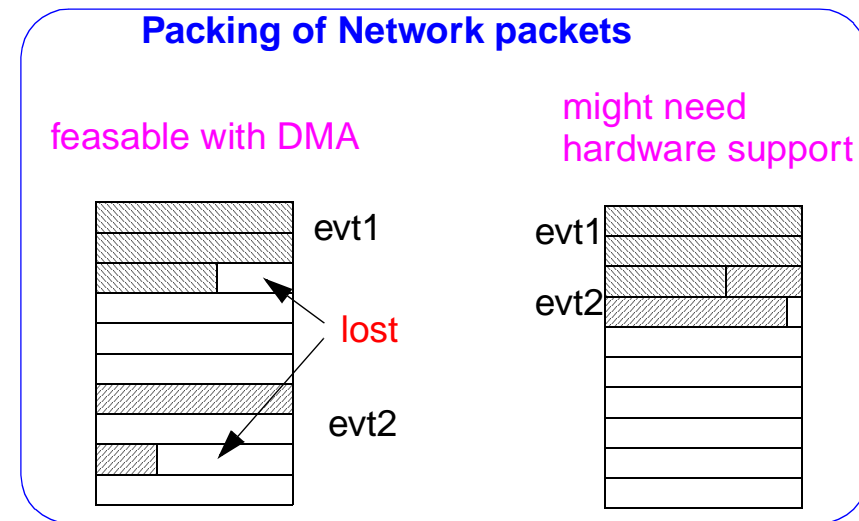 Packing of Network packets
feasable with DMA
might need
hardware support
evt1
lost
evt2
evt1
evt2